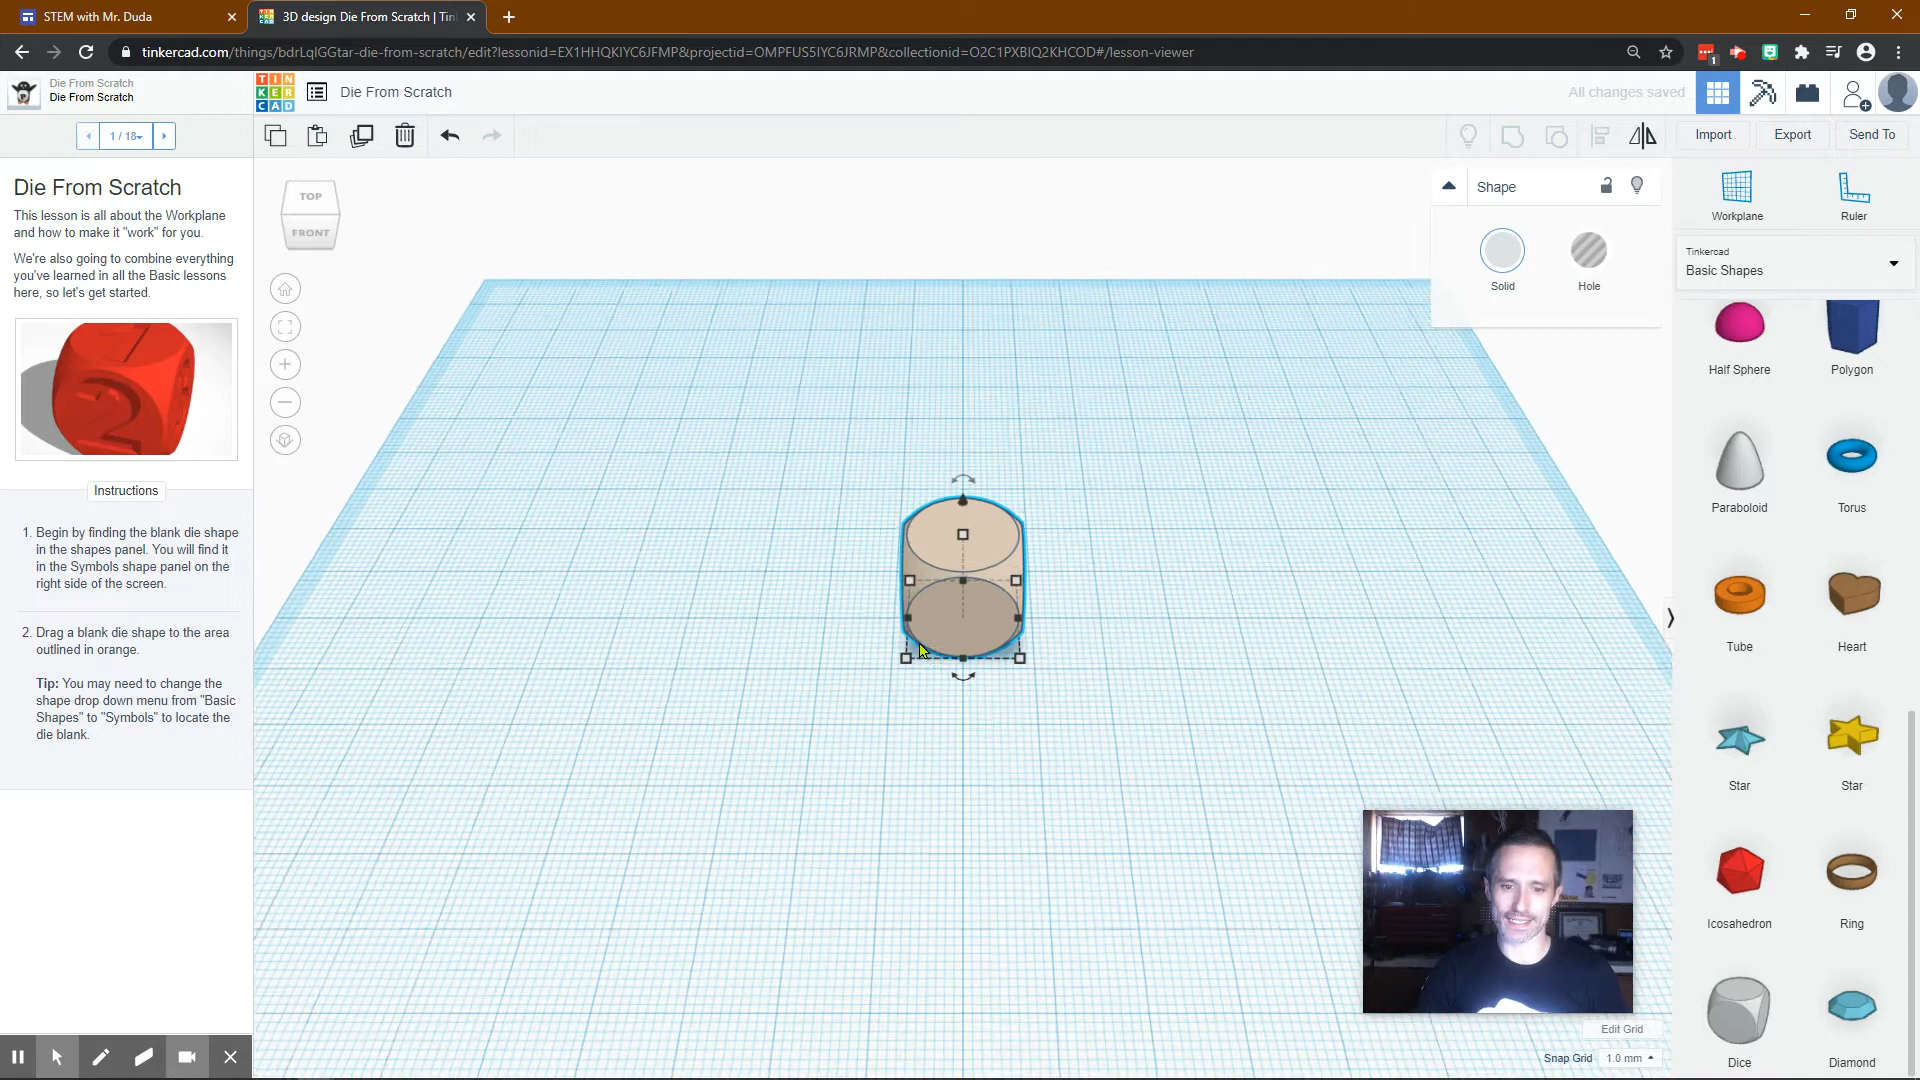 STEM with Mr. Duda
3D design Die From Scratch | Tin
tinkercad.com/things/bdrLqlGGtar-die-from-scratch/edit?lessonid=EX1HHQKIYC6JFMP&projectid=OMPFUS5IYC6JRMP&collectionid=O2C1PXBIQ2KHCOD#/lesson-viewer
1
Die From Scratch
Die From Scratch
TIN
KER
CAD
Die From Scratch
All changes saved
1 / 18
Import
Export
Send To
Die From Scratch
This lesson is all about the Workplane
and how to make it "work" for you.
We're also going to combine everything
you've learned in all the Basic lessons
here, so let's get started.
2
Instructions
1. Begin by finding the blank die shape
in the shapes panel. You will find it
in the Symbols shape panel on the
right side of the screen.
2. Drag a blank die shape to the area
outlined in orange.
Tip: You may need to change the
shape drop down menu from "Basic
Shapes" to "Symbols" to locate the
die blank.
TOP
FRONT
Shape
Solid
Hole
Workplane
Ruler
Tinkercad
Basic Shapes
Half Sphere
Polygon
Paraboloid
Torus
Tube
Heart
Star
Star
Icosahedron
Ring
Dice
Diamond
Edit Grid
Snap Grid
1.0 mm